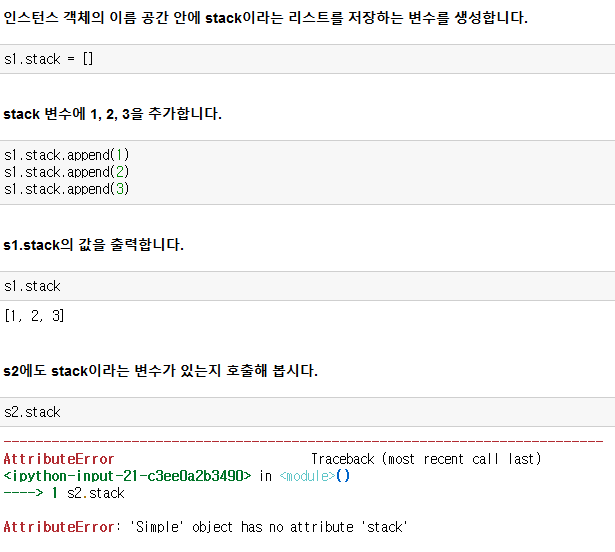 인스턴스 객체의 이름 공간 안에 stack이라는 리스트를 저장하는 변수를 생성합니다.
s1.stack = []
stack 변수에 1, 2, 3을 추가합니다.
s1.stack.append(1)
s1.stack.append(2)
s1.stack.append(3)
s1.stack의 값을 출력합니다.
s1.stack
[1, 2, 3]
s2에도 stack이라는 변수가 있는지 호출해 봅시다.
s2.stack
---------------------------------------------------------------------------
AttributeError                            Traceback (most recent call last)
<ipython-input-21-c3ee0a2b3490> in <module>()
----> 1 s2.stack
AttributeError: 'Simple' object has no attribute 'stack'